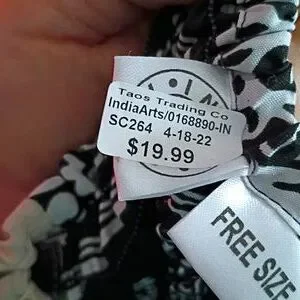 Taos Trading Co
IndiaArts/0168890-IN
SC264 4-18-22
$19.99
FREE SIZE